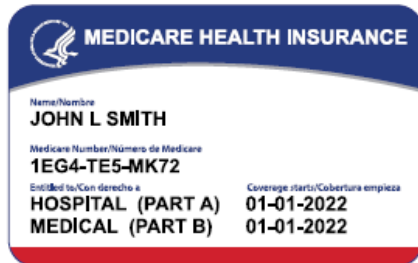 MEDICARE HEALTH INSURANCE
Name/Nombre
JOHN L SMITH
Medicare Number/Número de Medicare
1EG4-TE5-MK72
Entitled to/Con derecho a Coverage starts/Cobertura empieza
HOSPITAL (PART A) 01-01-2022
MEDICAL (PART B) 01-01-2022